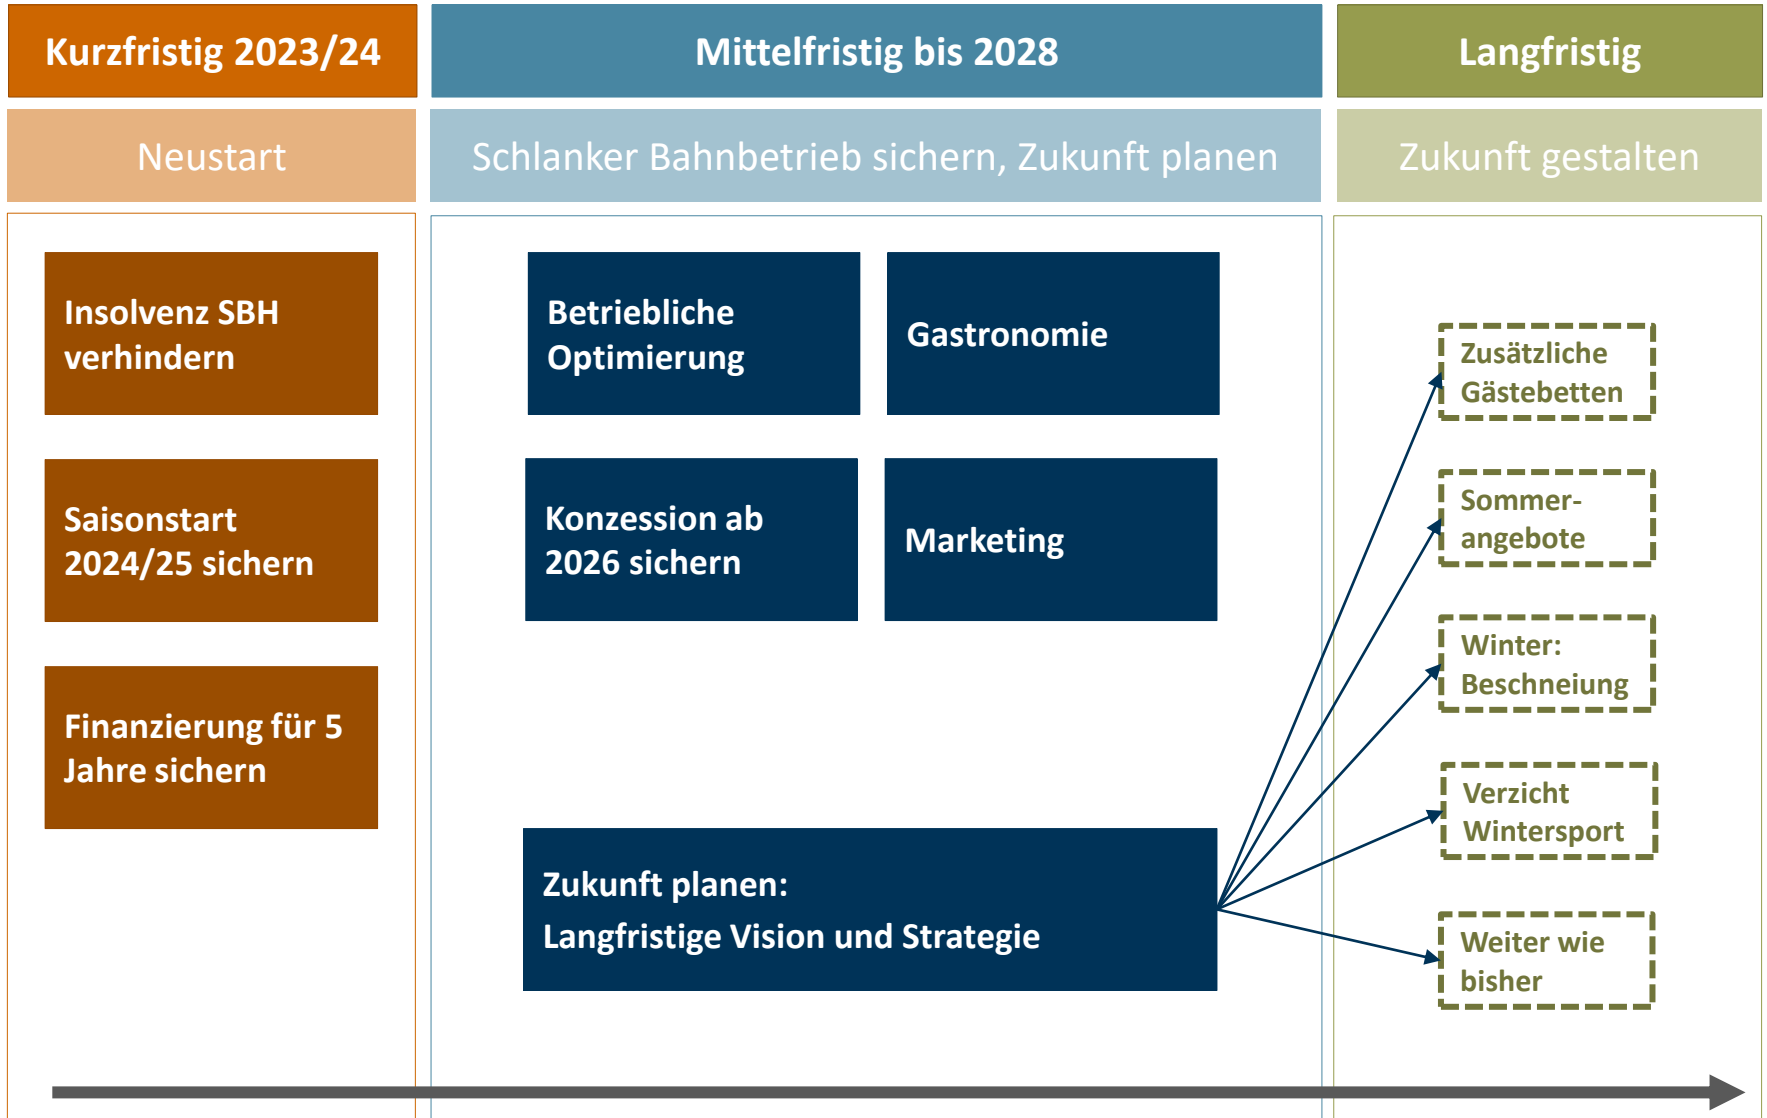 Kurzfristig 2023/24
Mittelfristig bis 2028
Langfristig
Neustart
Schlanker Bahnbetrieb sichern, Zukunft planen
Zukunft gestalten
Insolvenz SBH
verhindern
Saisonstart
2024/25 sichern
Finanzierung für 5
Jahre sichern
Betriebliche
Optimierung
Gastronomie
Konzession ab
2026 sichern
Marketing
Zukunft planen:
Langfristige Vision und Strategie
Zusätzliche
Gästebetten
Sommer-
angebote
Winter:
Beschneiung
Verzicht
Wintersport
Weiter wie
bisher